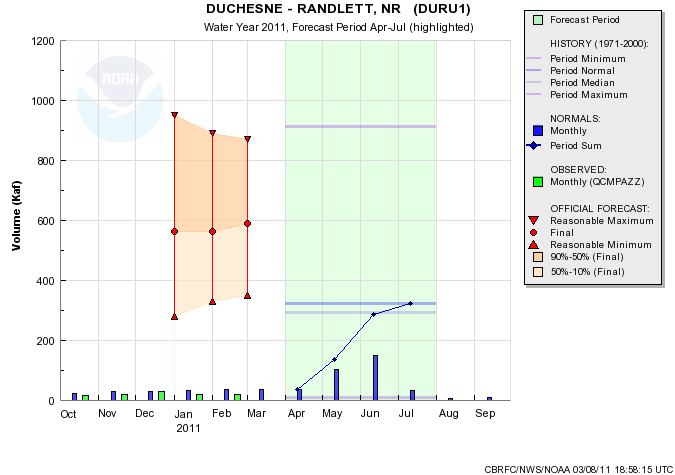 DUCHESNE - RANDLETT, NR (DURU1)
Water Year 2011, Forecast Period Apr-Jul (highlighted)
Volume (Kaf)
1200
1000
800
600
400
200
0
NOAA
Oct Nov Dec Jan Feb Mar Apr May Jun Jul Aug Sep
2011
Forecast Period
HISTORY (1971-2000):
Period Minimum
Period Normal
Period Median
Period Maximum
NORMALS:
Monthly
Period Sum
OBSERVED:
Monthly (QCMPAZZ)
OFFICIAL FORECAST:
Reasonable Maximum
Final
Reasonable Minimum
90%-50% (Final)
50%-10% (Final)
CBRFC/NWS/NOAA 03/08/11 18:58:15 UTC